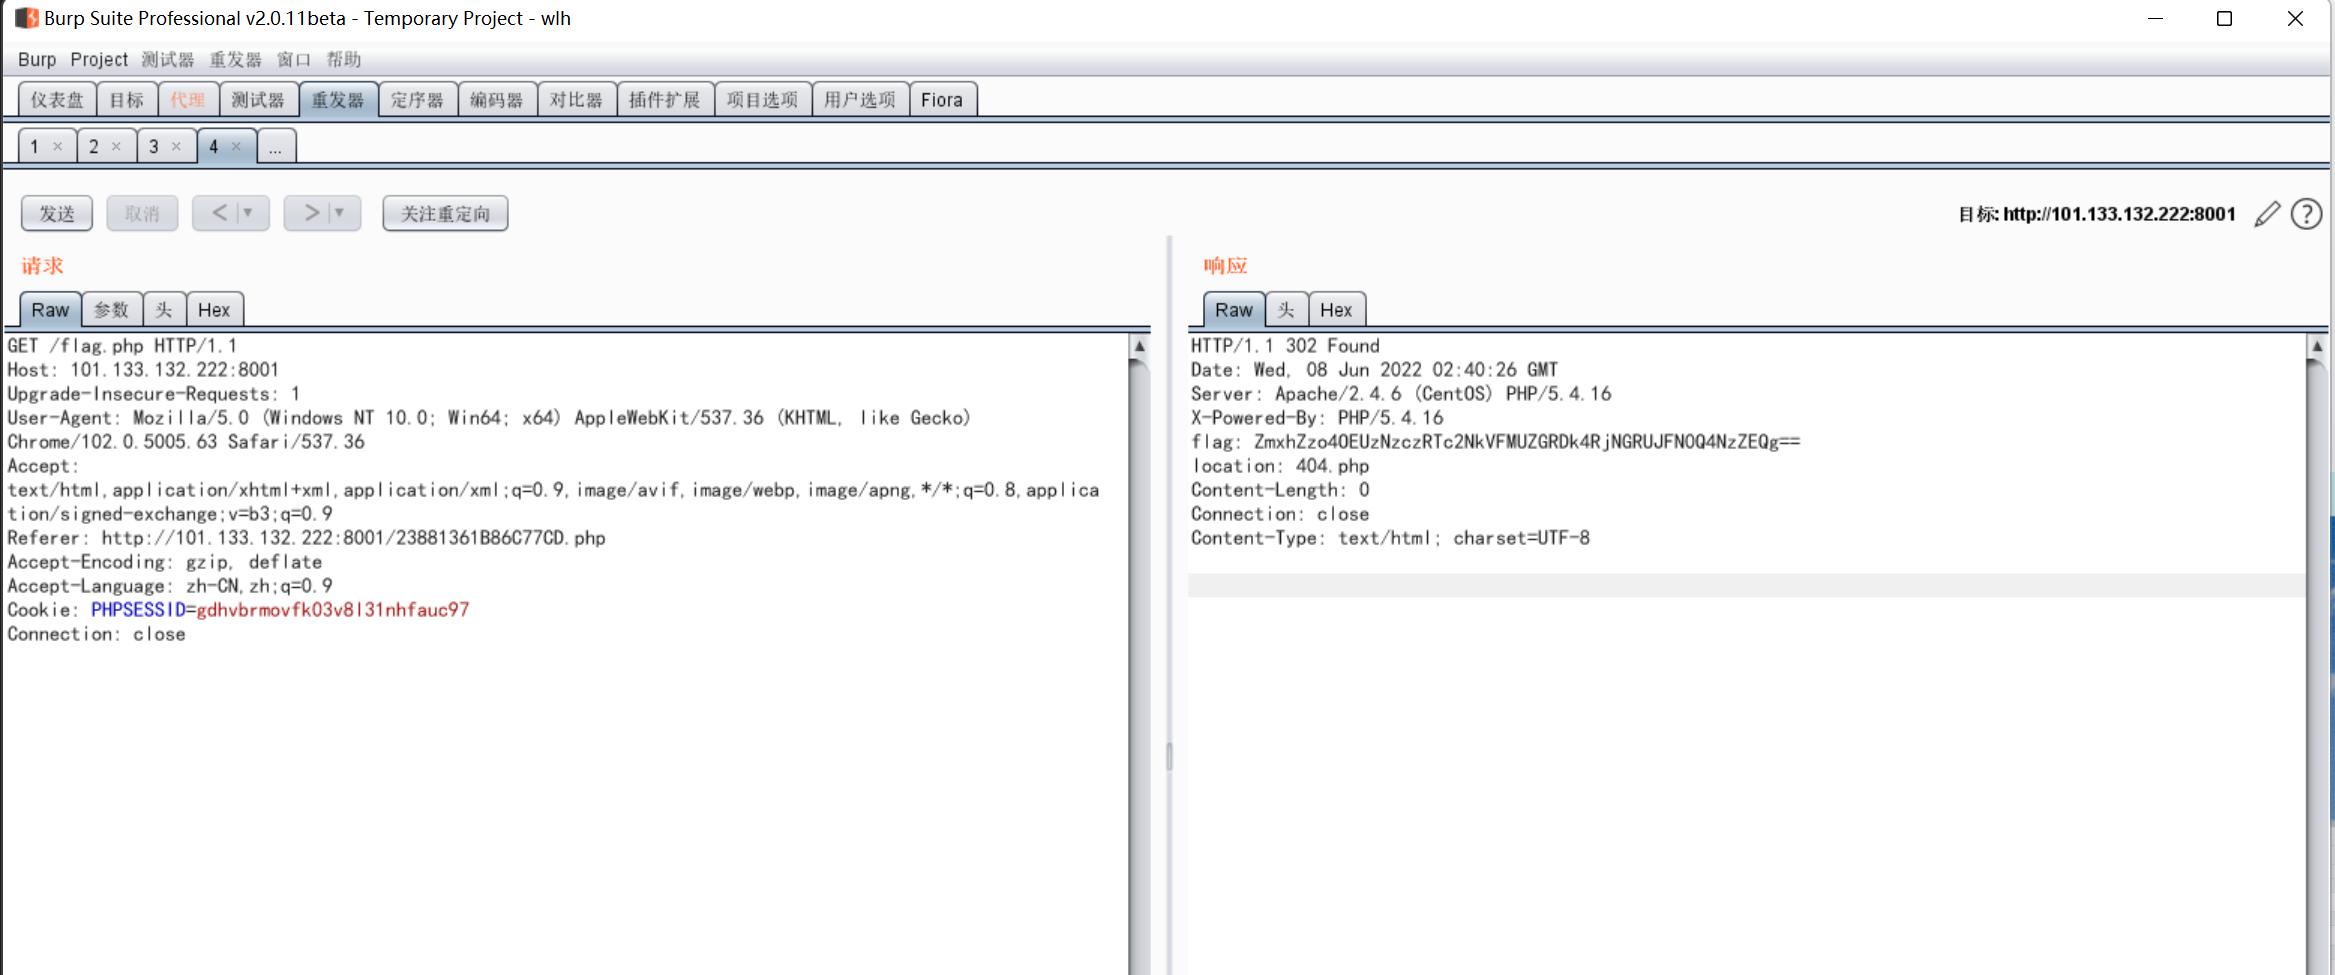 Burp Suite Professional v2.0.11beta - Temporary Project - wlh
Burp Project 测试器 重发器 窗口 帮助
仪表盘 目标 代理 测试器 重发器 定序器 编码器 对比器 插件扩展 项目选项 用户选项 Fiora
1 × 2 × 3 × 4 × ...
发送 取消 < > 关注重定向 目标: http://101.133.132.222:8001
请求
Raw 参数 头 Hex
GET /flag.php HTTP/1.1
Host: 101.133.132.222:8001
Upgrade-Insecure-Requests: 1
User-Agent: Mozilla/5.0 (Windows NT 10.0; Win64; x64) AppleWebKit/537.36 (KHTML, like Gecko)
Chrome/102.0.5005.63 Safari/537.36
Accept:
text/html,application/xhtml+xml,application/xml;q=0.9,image/avif,image/webp,image/apng,*/*;q=0.8,applica
tion/signed-exchange;v=b3;q=0.9
Referer: http://101.133.132.222:8001/23881361B86C77CD.php
Accept-Encoding: gzip, deflate
Accept-Language: zh-CN,zh;q=0.9
Cookie: PHPSESSID=gdhvbrmovfk03v8l31nhfauc97
Connection: close
响应
Raw 头 Hex
HTTP/1.1 302 Found
Date: Wed, 08 Jun 2022 02:40:26 GMT
Server: Apache/2.4.6 (CentOS) PHP/5.4.16
X-Powered-By: PHP/5.4.16
flag: ZmxhZzo4OEUzNzczRTc2NkVFMUZGRDk4RjNGRUJFN0Q4NzZEQg==
location: 404.php
Content-Length: 0
Connection: close
Content-Type: text/html; charset=UTF-8